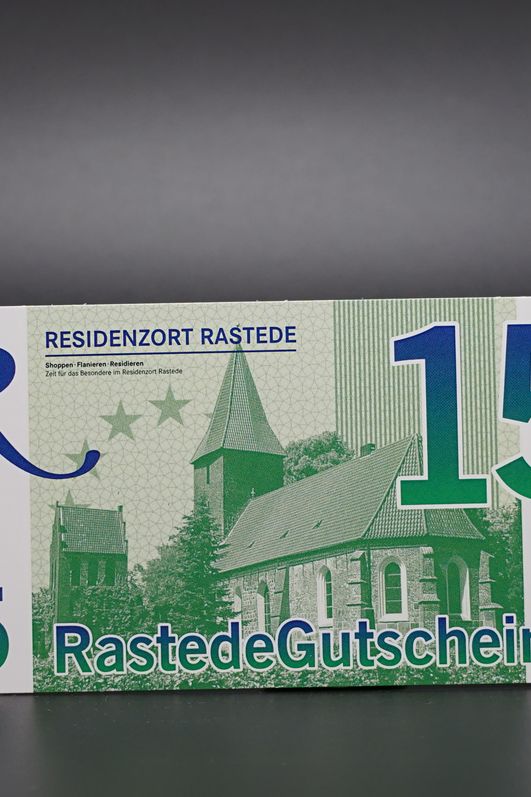 RESIDENZORT RASTEDE
Shoppen · Flanieren · Residieren
Zeit für das Besondere im Residenzort Rastede
15
RastedeGutschein